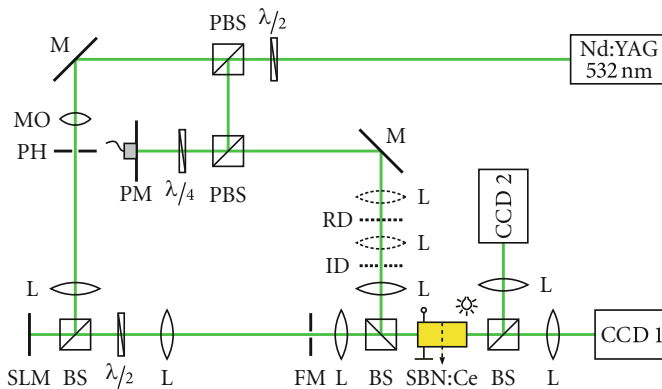 PBS
λ/2
Nd:YAG
532 nm
M
MO
PH
PM
λ/4
PBS
M
L
RD
L
ID
L
CCD 2
L
L
SLM
BS
λ/2
L
FM
L
BS
SBN:Ce
BS
L
CCD 1